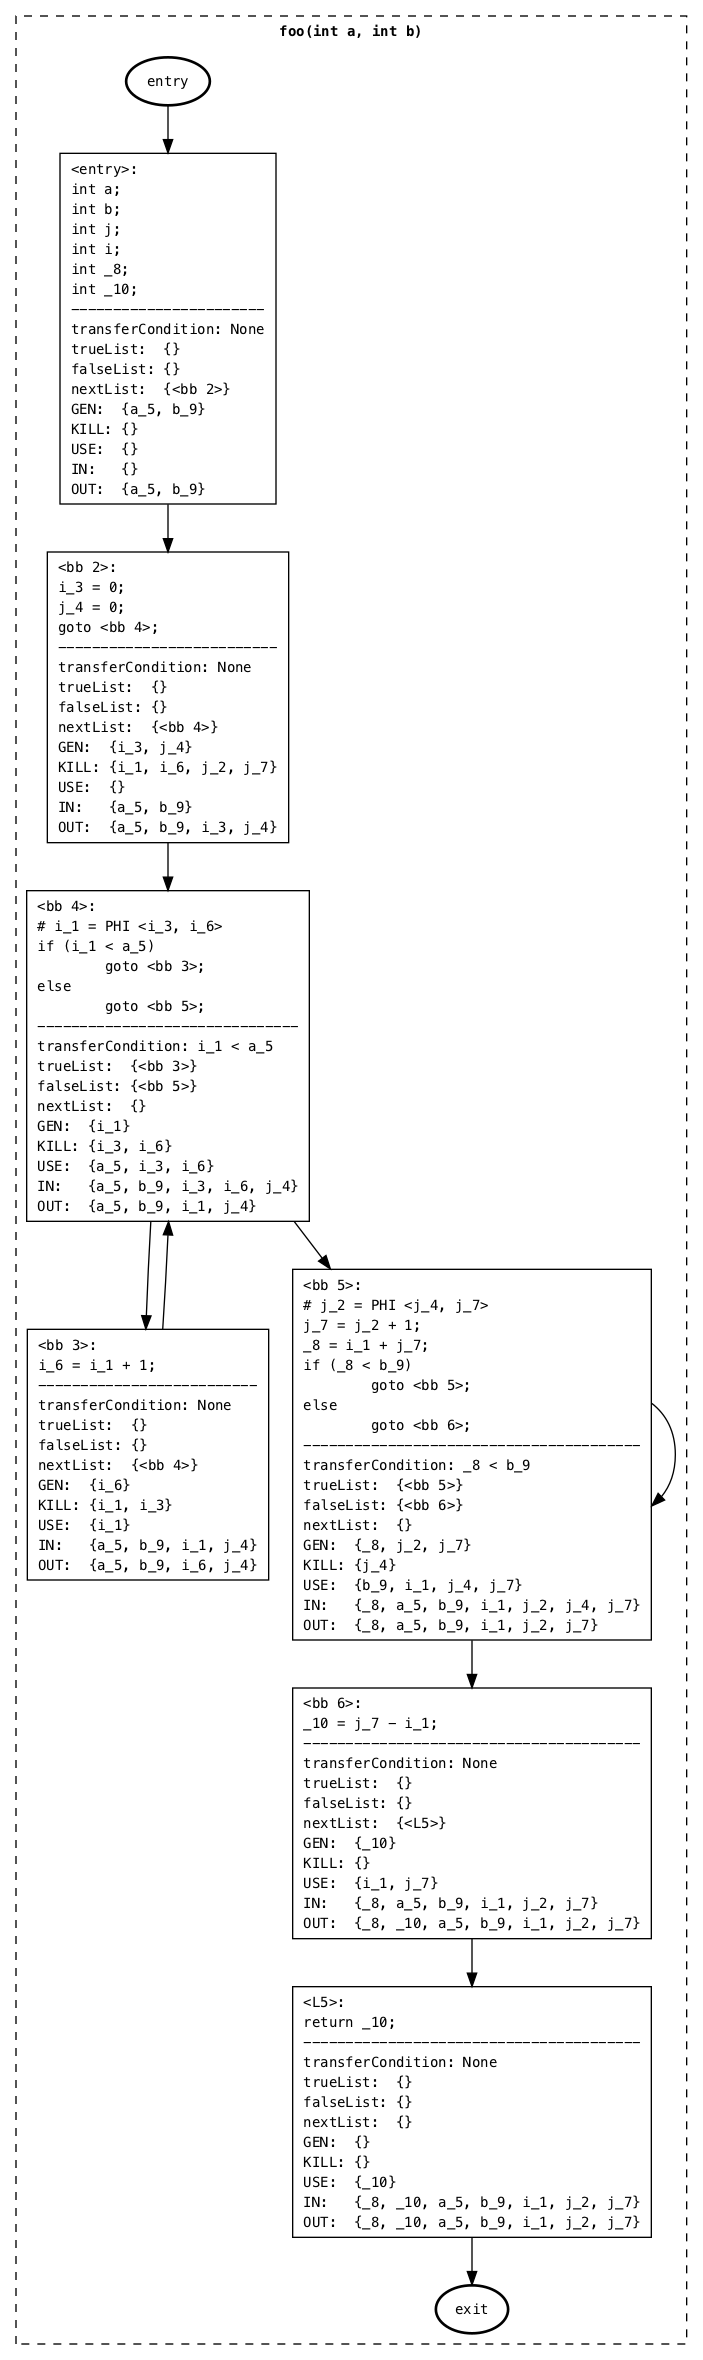 foo(int a, int b)
entry
<entry>:
int a;
int b;
int j;
int i;
int _8;
int _10;
-----------------------
transferCondition: None
trueList:  {}
falseList: {}
nextList:  {<bb 2>}
GEN:  {a_5, b_9}
KILL: {}
USE:  {}
IN:   {}
OUT:  {a_5, b_9}
<bb 2>:
i_3 = 0;
j_4 = 0;
goto <bb 4>;
--------------------------
transferCondition: None
trueList:  {}
falseList: {}
nextList:  {<bb 4>}
GEN:  {i_3, j_4}
KILL: {i_1, i_6, j_2, j_7}
USE:  {}
IN:   {a_5, b_9}
OUT:  {a_5, b_9, i_3, j_4}
<bb 4>:
# i_1 = PHI <i_3, i_6>
if (i_1 < a_5)
        goto <bb 3>;
else
        goto <bb 5>;
-------------------------------
transferCondition: i_1 < a_5
trueList:  {<bb 3>}
falseList: {<bb 5>}
nextList:  {}
GEN:  {i_1}
KILL: {i_3, i_6}
USE:  {a_5, i_3, i_6}
IN:   {a_5, b_9, i_3, i_6, j_4}
OUT:  {a_5, b_9, i_1, j_4}
<bb 3>:
i_6 = i_1 + 1;
--------------------------
transferCondition: None
trueList:  {}
falseList: {}
nextList:  {<bb 4>}
GEN:  {i_6}
KILL: {i_1, i_3}
USE:  {i_1}
IN:   {a_5, b_9, i_1, j_4}
OUT:  {a_5, b_9, i_6, j_4}
<bb 5>:
# j_2 = PHI <j_4, j_7>
j_7 = j_2 + 1;
_8 = i_1 + j_7;
if (_8 < b_9)
        goto <bb 5>;
else
        goto <bb 6>;
----------------------------------------
transferCondition: _8 < b_9
trueList:  {<bb 5>}
falseList: {<bb 6>}
nextList:  {}
GEN:  {_8, j_2, j_7}
KILL: {j_4}
USE:  {b_9, i_1, j_4, j_7}
IN:   {_8, a_5, b_9, i_1, j_2, j_4, j_7}
OUT:  {_8, a_5, b_9, i_1, j_2, j_7}
<bb 6>:
_10 = j_7 - i_1;
----------------------------------------
transferCondition: None
trueList:  {}
falseList: {}
nextList:  {<L5>}
GEN:  {_10}
KILL: {}
USE:  {i_1, j_7}
IN:   {_8, a_5, b_9, i_1, j_2, j_7}
OUT:  {_8, _10, a_5, b_9, i_1, j_2, j_7}
<L5>:
return _10;
----------------------------------------
transferCondition: None
trueList:  {}
falseList: {}
nextList:  {}
GEN:  {}
KILL: {}
USE:  {_10}
IN:   {_8, _10, a_5, b_9, i_1, j_2, j_7}
OUT:  {_8, _10, a_5, b_9, i_1, j_2, j_7}
exit